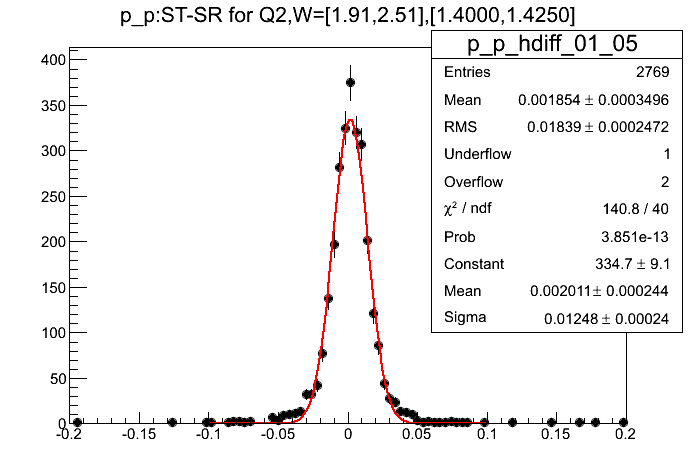 p_p:ST-SR for Q2,W=[1.91,2.51],[1.4000,1.4250]
p_p_hdiff_01_05
Entries 2769
Mean 0.001854 ± 0.0003496
RMS 0.01839 ± 0.0002472
Underflow 1
Overflow 2
χ² / ndf 140.8 / 40
Prob 3.851e-13
Constant 334.7 ± 9.1
Mean 0.002011 ± 0.000244
Sigma 0.01248 ± 0.00024
400
350
300
250
200
150
100
50
0
-0.2 -0.15 -0.1 -0.05 0 0.05 0.1 0.15 0.2